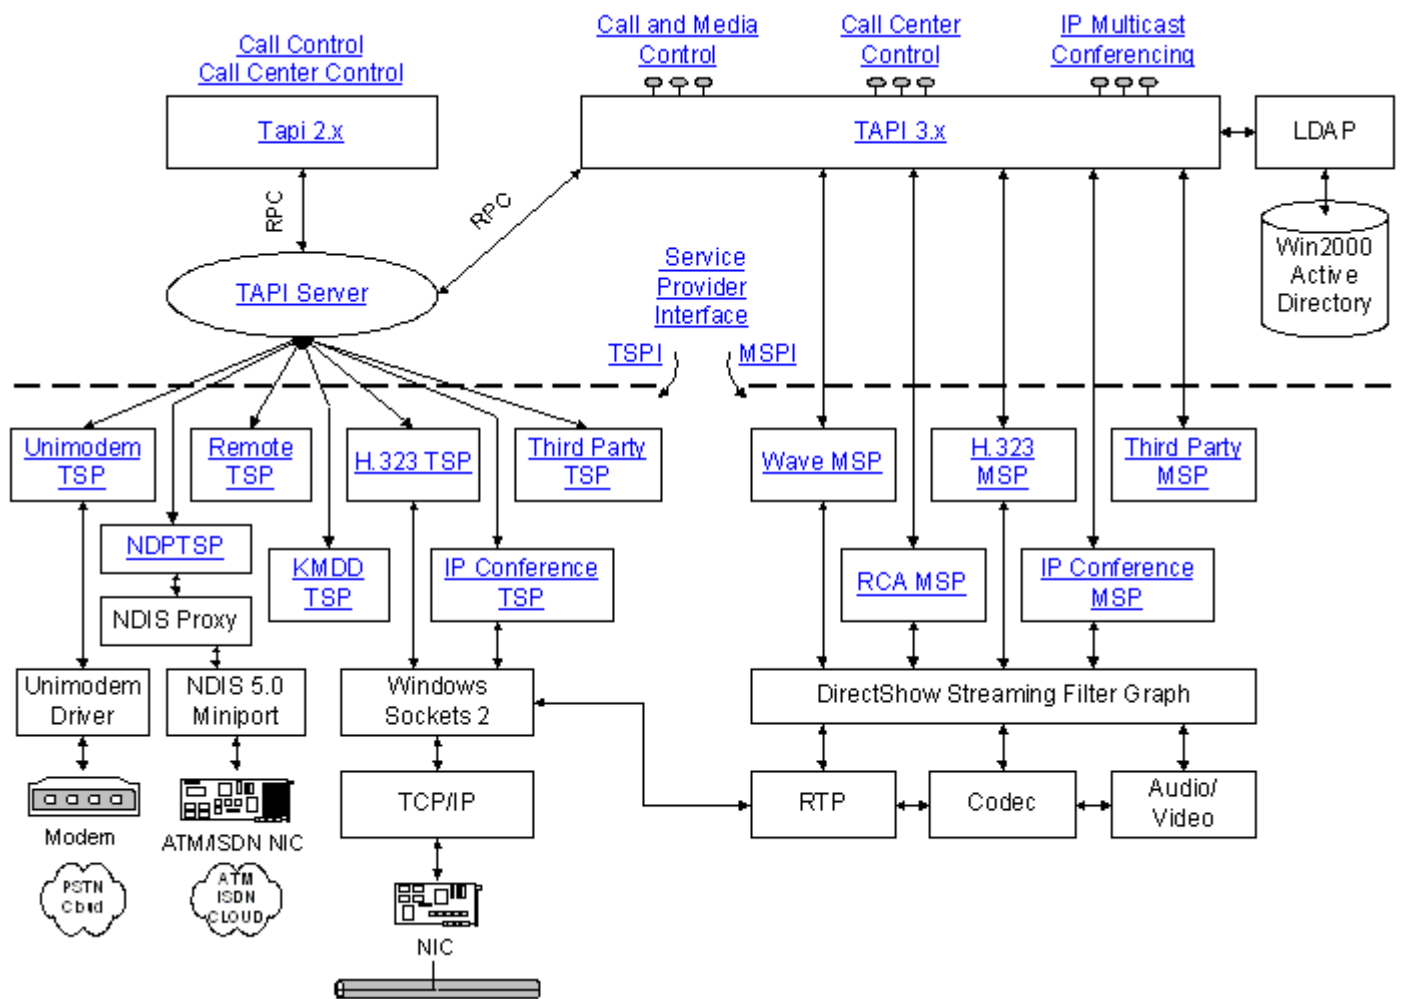 Call Control
Call Center Control
Call and Media
Control
Call Center
Control
IP Multicast
Conferencing
Tapi 2.x
TAPI 3.x
LDAP
RPC
RPC
TAPI Server
Service
Provider
Interface
TSPI
MSPI
Win2000
Active
Directory
Unimodem
TSP
Remote
TSP
H.323 TSP
Third Party
TSP
Wave MSP
H.323
MSP
Third Party
MSP
NDPTSP
KMDD
TSP
IP Conference
TSP
RCA MSP
IP Conference
MSP
NDIS Proxy
Unimodem
Driver
NDIS 5.0
Miniport
Windows
Sockets 2
DirectShow Streaming Filter Graph
TCP/IP
RTP
Codec
Audio/
Video
Modem
ATM/ISDN NIC
PSTN
Cloud
ATM
ISDN
CLOUD
NIC